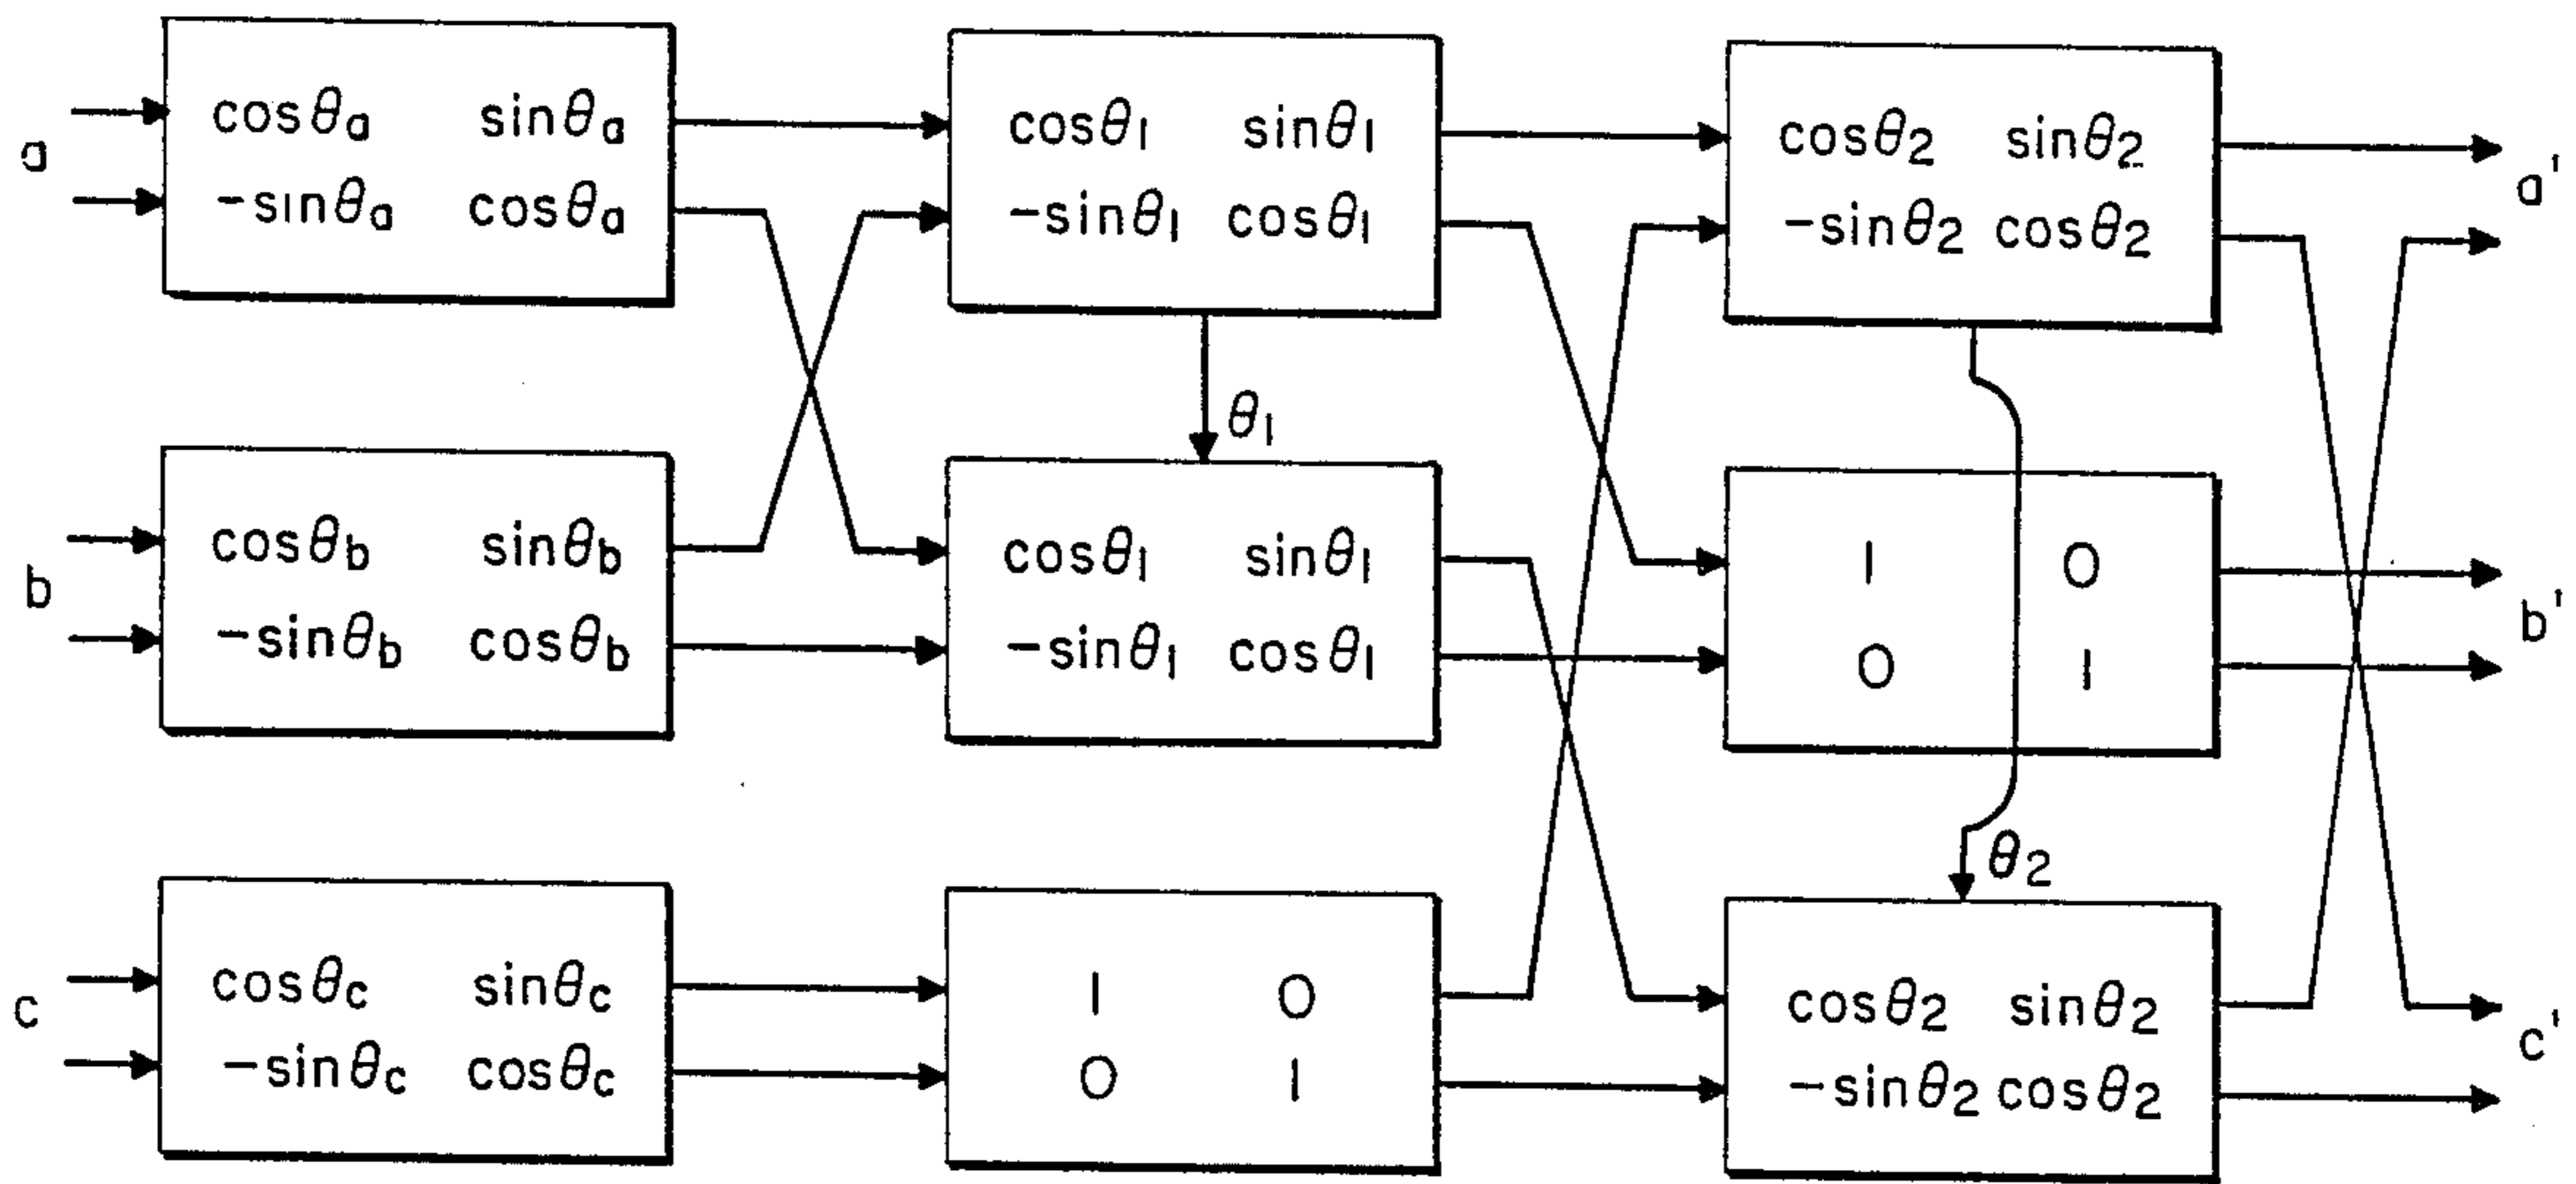 a
cosθa sinθa
-sinθa cosθa
cosθ1 sinθ1
-sinθ1 cosθ1
cosθ2 sinθ2
-sinθ2 cosθ2
a'
θ1
b
cosθb sinθb
-sinθb cosθb
cosθ1 sinθ1
-sinθ1 cosθ1
1 0
0 1
b'
θ2
c
cosθc sinθc
-sinθc cosθc
1 0
0 1
cosθ2 sinθ2
-sinθ2 cosθ2
c'